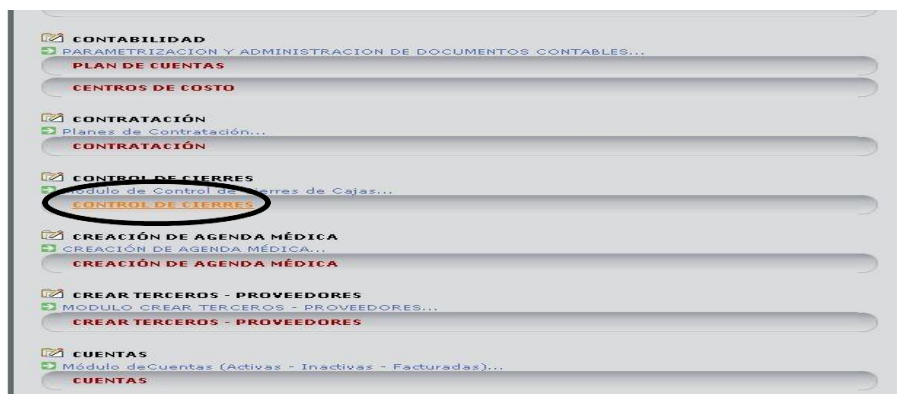 CONTABILIDAD
PARAMETRIZACION Y ADMINISTRACION DE DOCUMENTOS CONTABLES...
PLAN DE CUENTAS
CENTROS DE COSTO
CONTRATACIÓN
Planes de Contratación...
CONTRATACIÓN
CONTROL DE CIERRES
Módulo de Control de Cierres de Cajas...
CONTROL DE CIERRES
CREACIÓN DE AGENDA MÉDICA
CREACIÓN DE AGENDA MÉDICA...
CREACIÓN DE AGENDA MÉDICA
CREAR TERCEROS - PROVEEDORES
MODULO CREAR TERCEROS - PROVEEDORES...
CREAR TERCEROS - PROVEEDORES
CUENTAS
Módulo deCuentas (Activas - Inactivas - Facturadas)...
CUENTAS